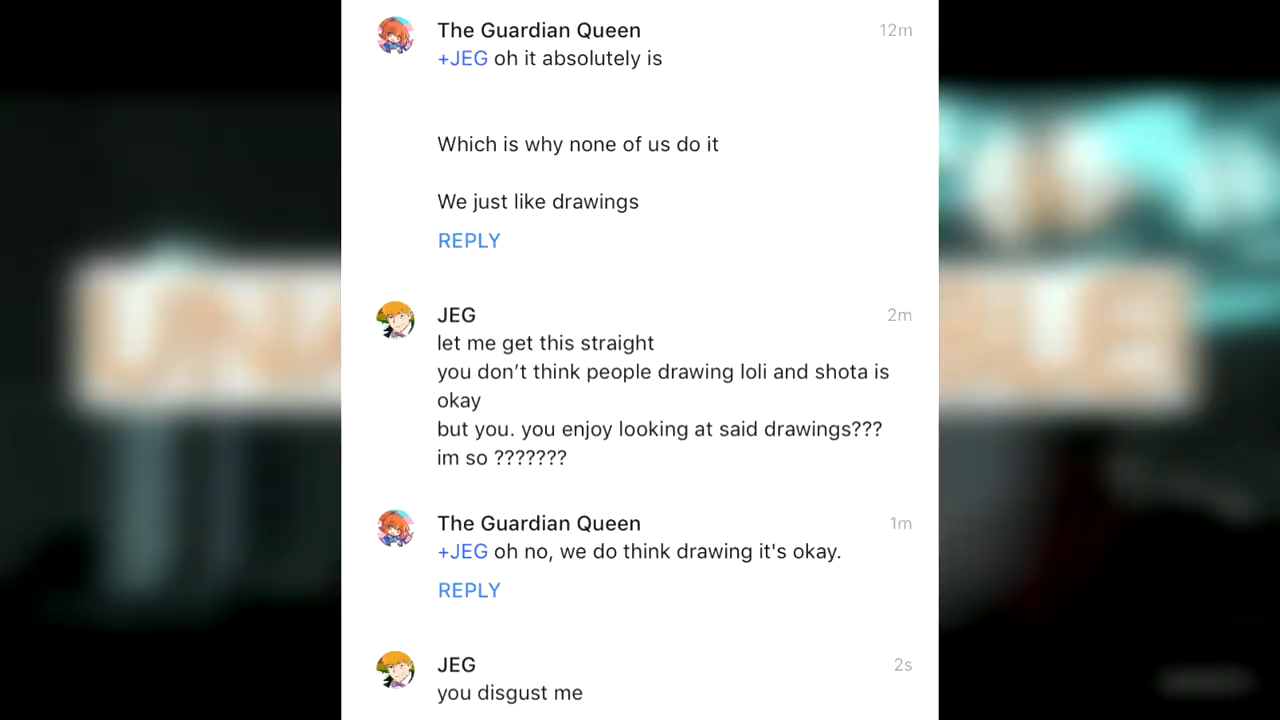 The Guardian Queen 12m
+JEG oh it absolutely is
Which is why none of us do it
We just like drawings
REPLY
JEG 2m
let me get this straight
you don’t think people drawing loli and shota is
okay
but you. you enjoy looking at said drawings???
im so ???????
The Guardian Queen 1m
+JEG oh no, we do think drawing it's okay.
REPLY
JEG 2s
you disgust me